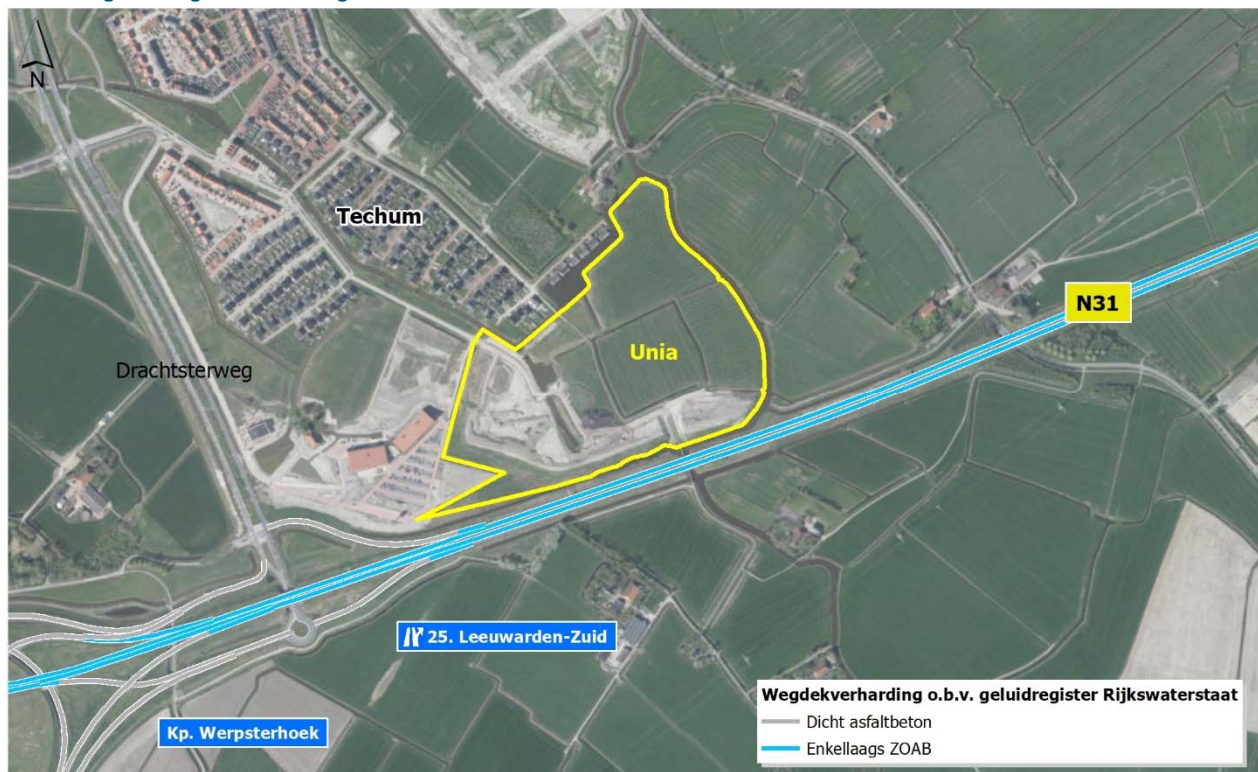 N
Techum
N31
Unia
Drachtsterweg
25. Leeuwarden-Zuid
Wegdekverharding o.b.v. geluidregister Rijkswaterstaat
Dicht asfaltbeton
Enkellaags ZOAB
Kp. Werpsterhoek